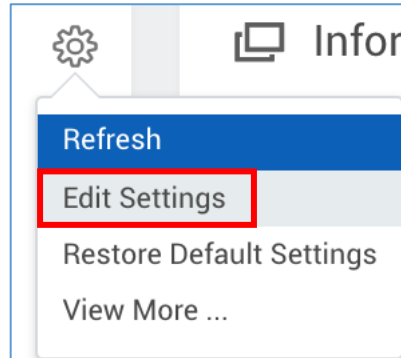 Infor
Refresh
Edit Settings
Restore Default Settings
View More ...